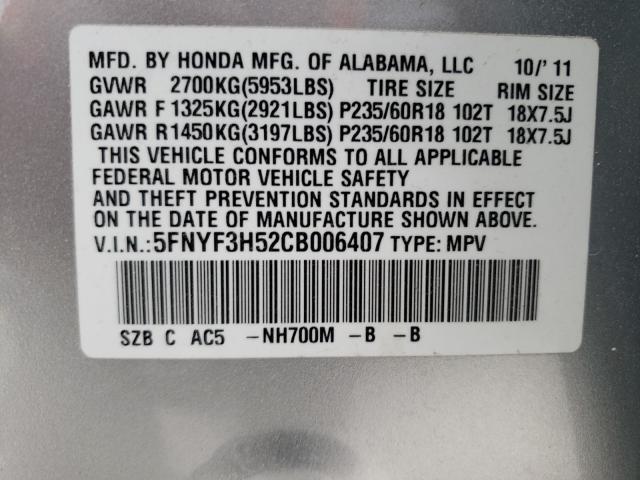 MFD. BY HONDA MFG. OF ALABAMA, LLC 10/' 11
GVWR 2700KG(5953LBS) TIRE SIZE RIM SIZE
GAWR F 1325KG(2921LBS) P235/60R18 102T 18X7.5J
GAWR R1450KG(3197LBS) P235/60R18 102T 18X7.5J
THIS VEHICLE CONFORMS TO ALL APPLICABLE
FEDERAL MOTOR VEHICLE SAFETY
AND THEFT PREVENTION STANDARDS IN EFFECT
ON THE DATE OF MANUFACTURE SHOWN ABOVE.
V.I.N.:5FNYF3H52CB006407 TYPE: MPV
SZB C AC5 -NH700M -B -B